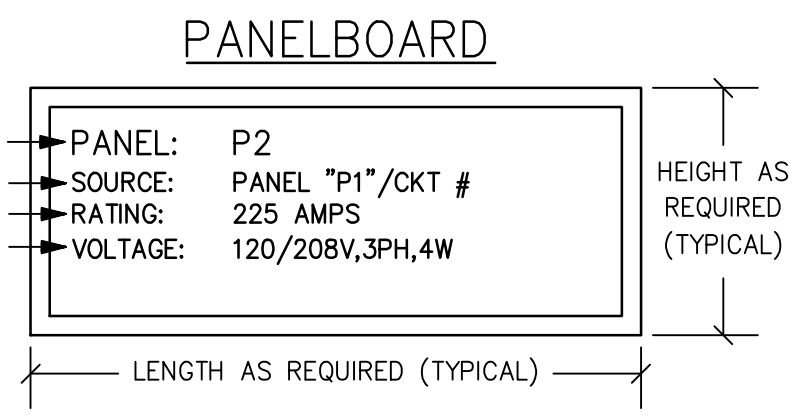 PANELBOARD
PANEL: P2
SOURCE: PANEL "P1"/CKT #
RATING: 225 AMPS
VOLTAGE: 120/208V,3PH,4W
HEIGHT AS
REQUIRED
(TYPICAL)
LENGTH AS REQUIRED (TYPICAL)